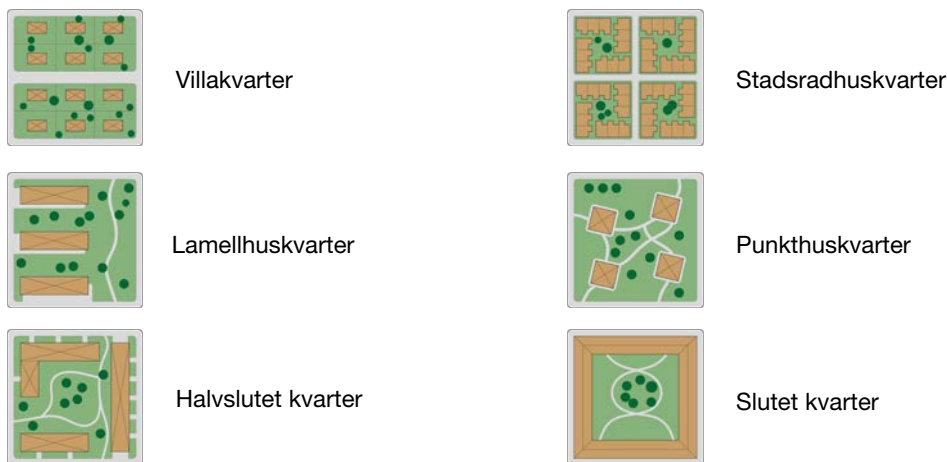 Villakvarter
Stadsradhuskvarter
Lamellhuskvarter
Punkthuskvarter
Halvslutet kvarter
Slutet kvarter